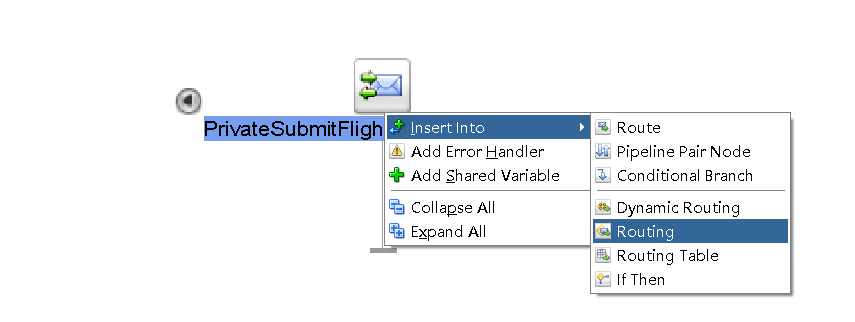 PrivateSubmitFligh
Insert Into
Add Error Handler
Add Shared Variable
Collapse All
Expand All
Route
Pipeline Pair Node
Conditional Branch
Dynamic Routing
Routing
Routing Table
If Then